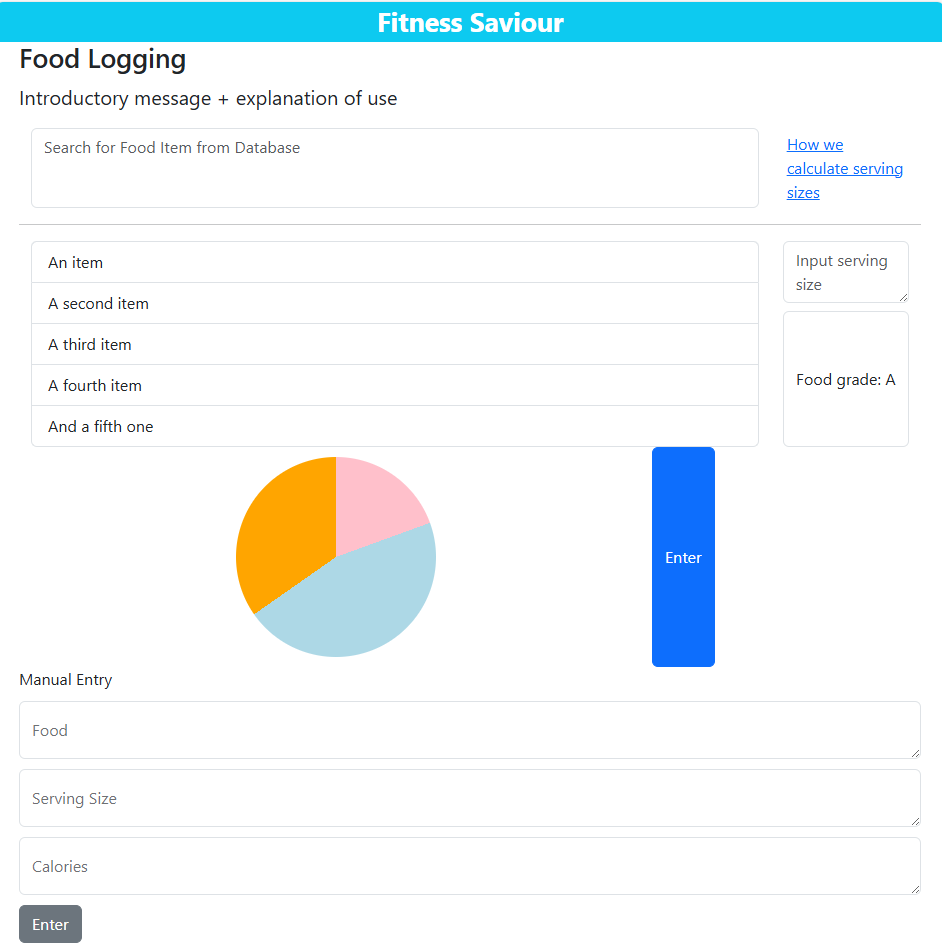 Fitness Saviour
Food Logging
Introductory message + explanation of use
Search for Food Item from Database
How we
calculate serving
sizes
An item
A second item
A third item
A fourth item
And a fifth one
Input serving
size
Food grade: A
Enter
Manual Entry
Food
Serving Size
Calories
Enter